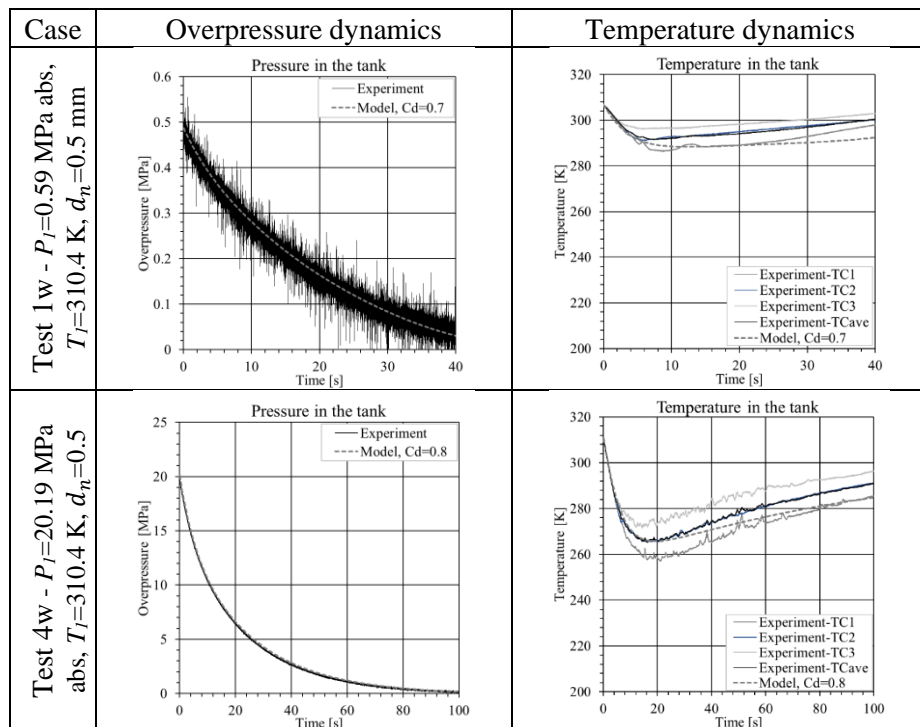 Case
Overpressure dynamics
Temperature dynamics
Test 1w - P1=0.59 MPa abs,
T1=310.4 K, dn=0.5 mm
Pressure in the tank
Experiment
Model, Cd=0.7
Overpressure [MPa]
0.6
0.5
0.4
0.3
0.2
0.1
0
0 10 20 30 40
Time [s]
Temperature in the tank
Temperature [K]
320
300
280
260
240
220
200
Experiment-TC1
Experiment-TC2
Experiment-TC3
Experiment-TCave
Model, Cd=0.7
0 10 20 30 40
Time [s]
Test 4w - P1=20.19 MPa
abs, T1=310.4 K, dn=0.5
Pressure in the tank
Experiment
Model, Cd=0.8
Overpressure [MPa]
25
20
15
10
5
0
0 20 40 60 80 100
Time [s]
Temperature in the tank
Temperature [K]
320
300
280
260
240
220
200
Experiment-TC1
Experiment-TC2
Experiment-TC3
Experiment-TCave
Model, Cd=0.8
0 20 40 60 80 100
Time [s]